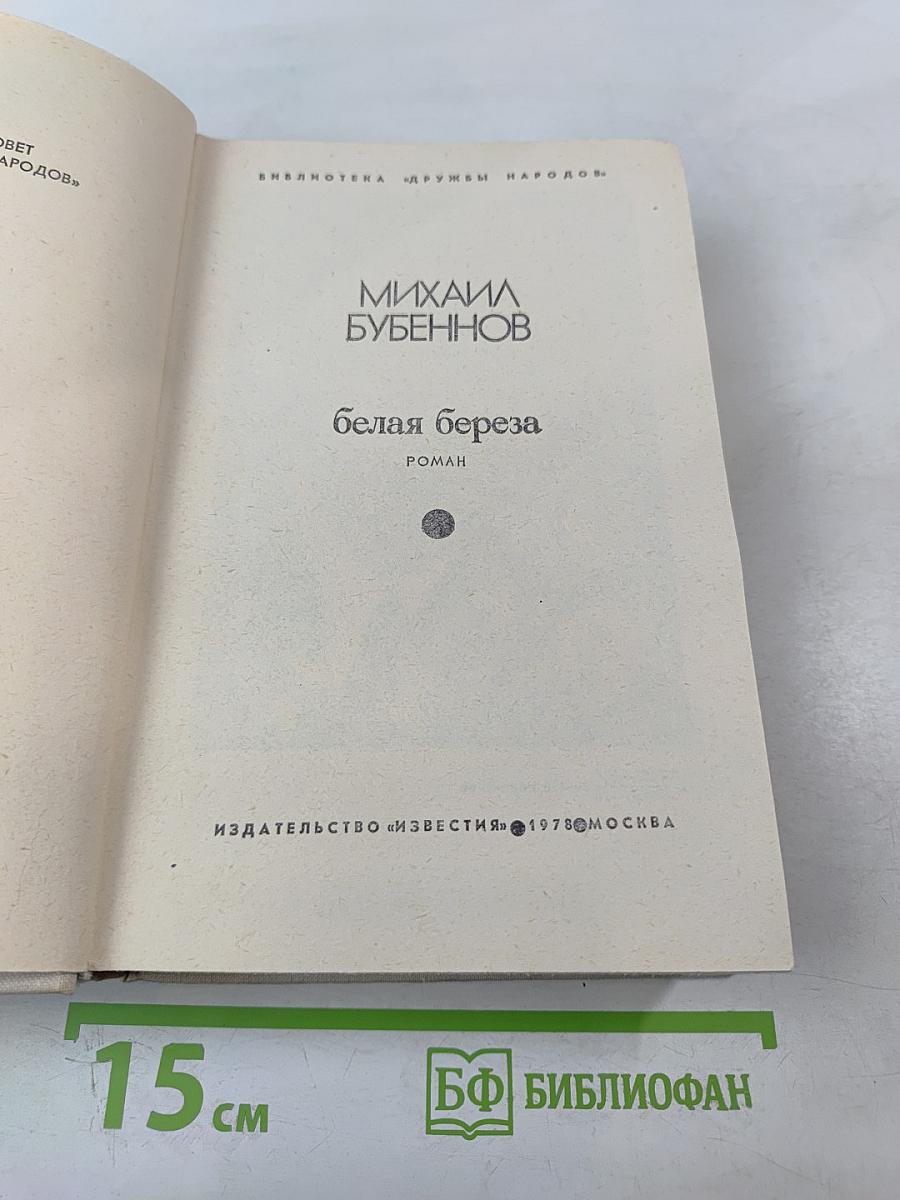 ОВЕТ
АРОДОВ»
БИБЛИОТЕКА «ДРУЖБЫ НАРОДОВ»
МИХАИЛ
БУБЕННОВ
белая береза
РОМАН
ИЗДАТЕЛЬСТВО «ИЗВЕСТИЯ» ● 1978 ● МОСКВА
15 см
БФ БИБЛИОФАН